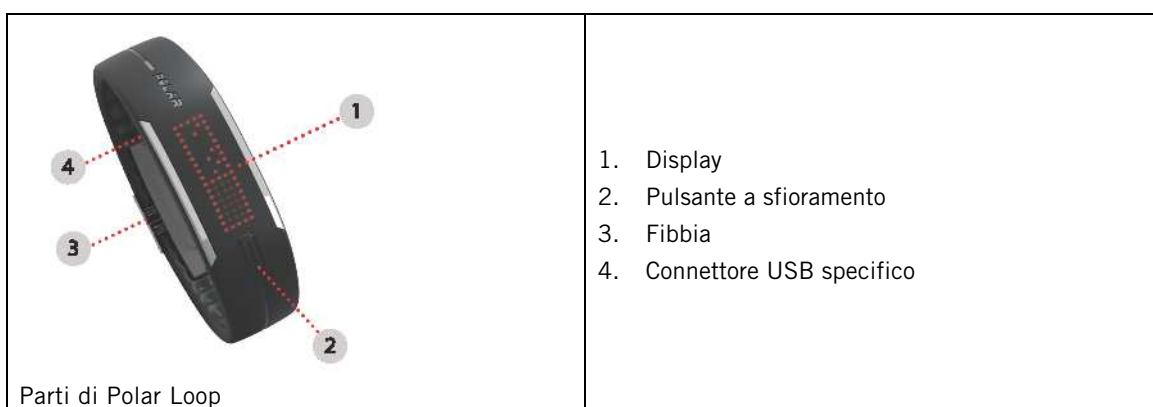 POLAR
1
4
3
2
Parti di Polar Loop
1. Display
2. Pulsante a sfioramento
3. Fibbia
4. Connettore USB specifico